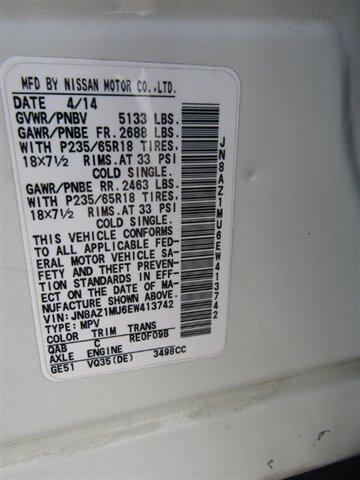 MFD BY NISSAN MOTOR CO.,LTD.
DATE 4/14
GVWR/PNBV 5133 LBS.
GAWR/PNBE FR. 2688 LBS.
WITH P235/65R18 TIRES,
18X7½ RIMS.AT 33 PSI
COLD SINGLE.
GAWR/PNBE RR. 2463 LBS.
WITH P235/65R18 TIRES,
18X7½ RIMS.AT 33 PSI
COLD SINGLE.
THIS VEHICLE CONFORMS
TO ALL APPLICABLE FED-
ERAL MOTOR VEHICLE SA-
FETY AND THEFT PREVEN-
TION STANDARDS IN EFF-
ECT ON THE DATE OF MA-
NUFACTURE SHOWN ABOVE.
VIN: JN8AZ1MU6EW413742
TYPE: MPV
COLOR TRIM TRANS
QAB C RE0F09B
AXLE ENGINE
GE51 VQ35(DE) 3498CC
JN8AZ1MU6EW413742